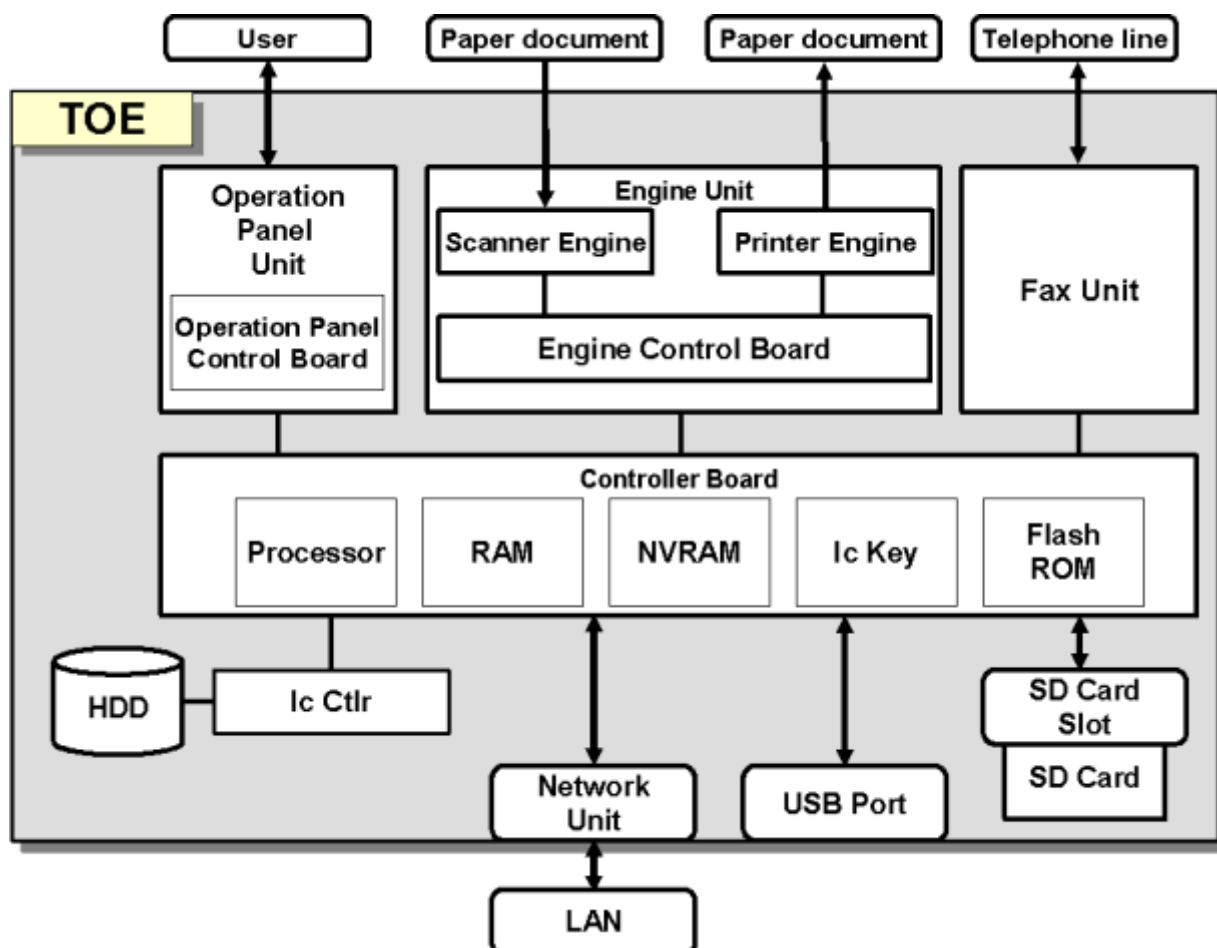 User
Paper document
Paper document
Telephone line
TOE
Operation
Panel
Unit
Operation Panel
Control Board
Engine Unit
Scanner Engine
Printer Engine
Engine Control Board
Fax Unit
Controller Board
Processor
RAM
NVRAM
Ic Key
Flash
ROM
HDD
Ic Ctlr
Network
Unit
USB Port
SD Card
Slot
SD Card
LAN